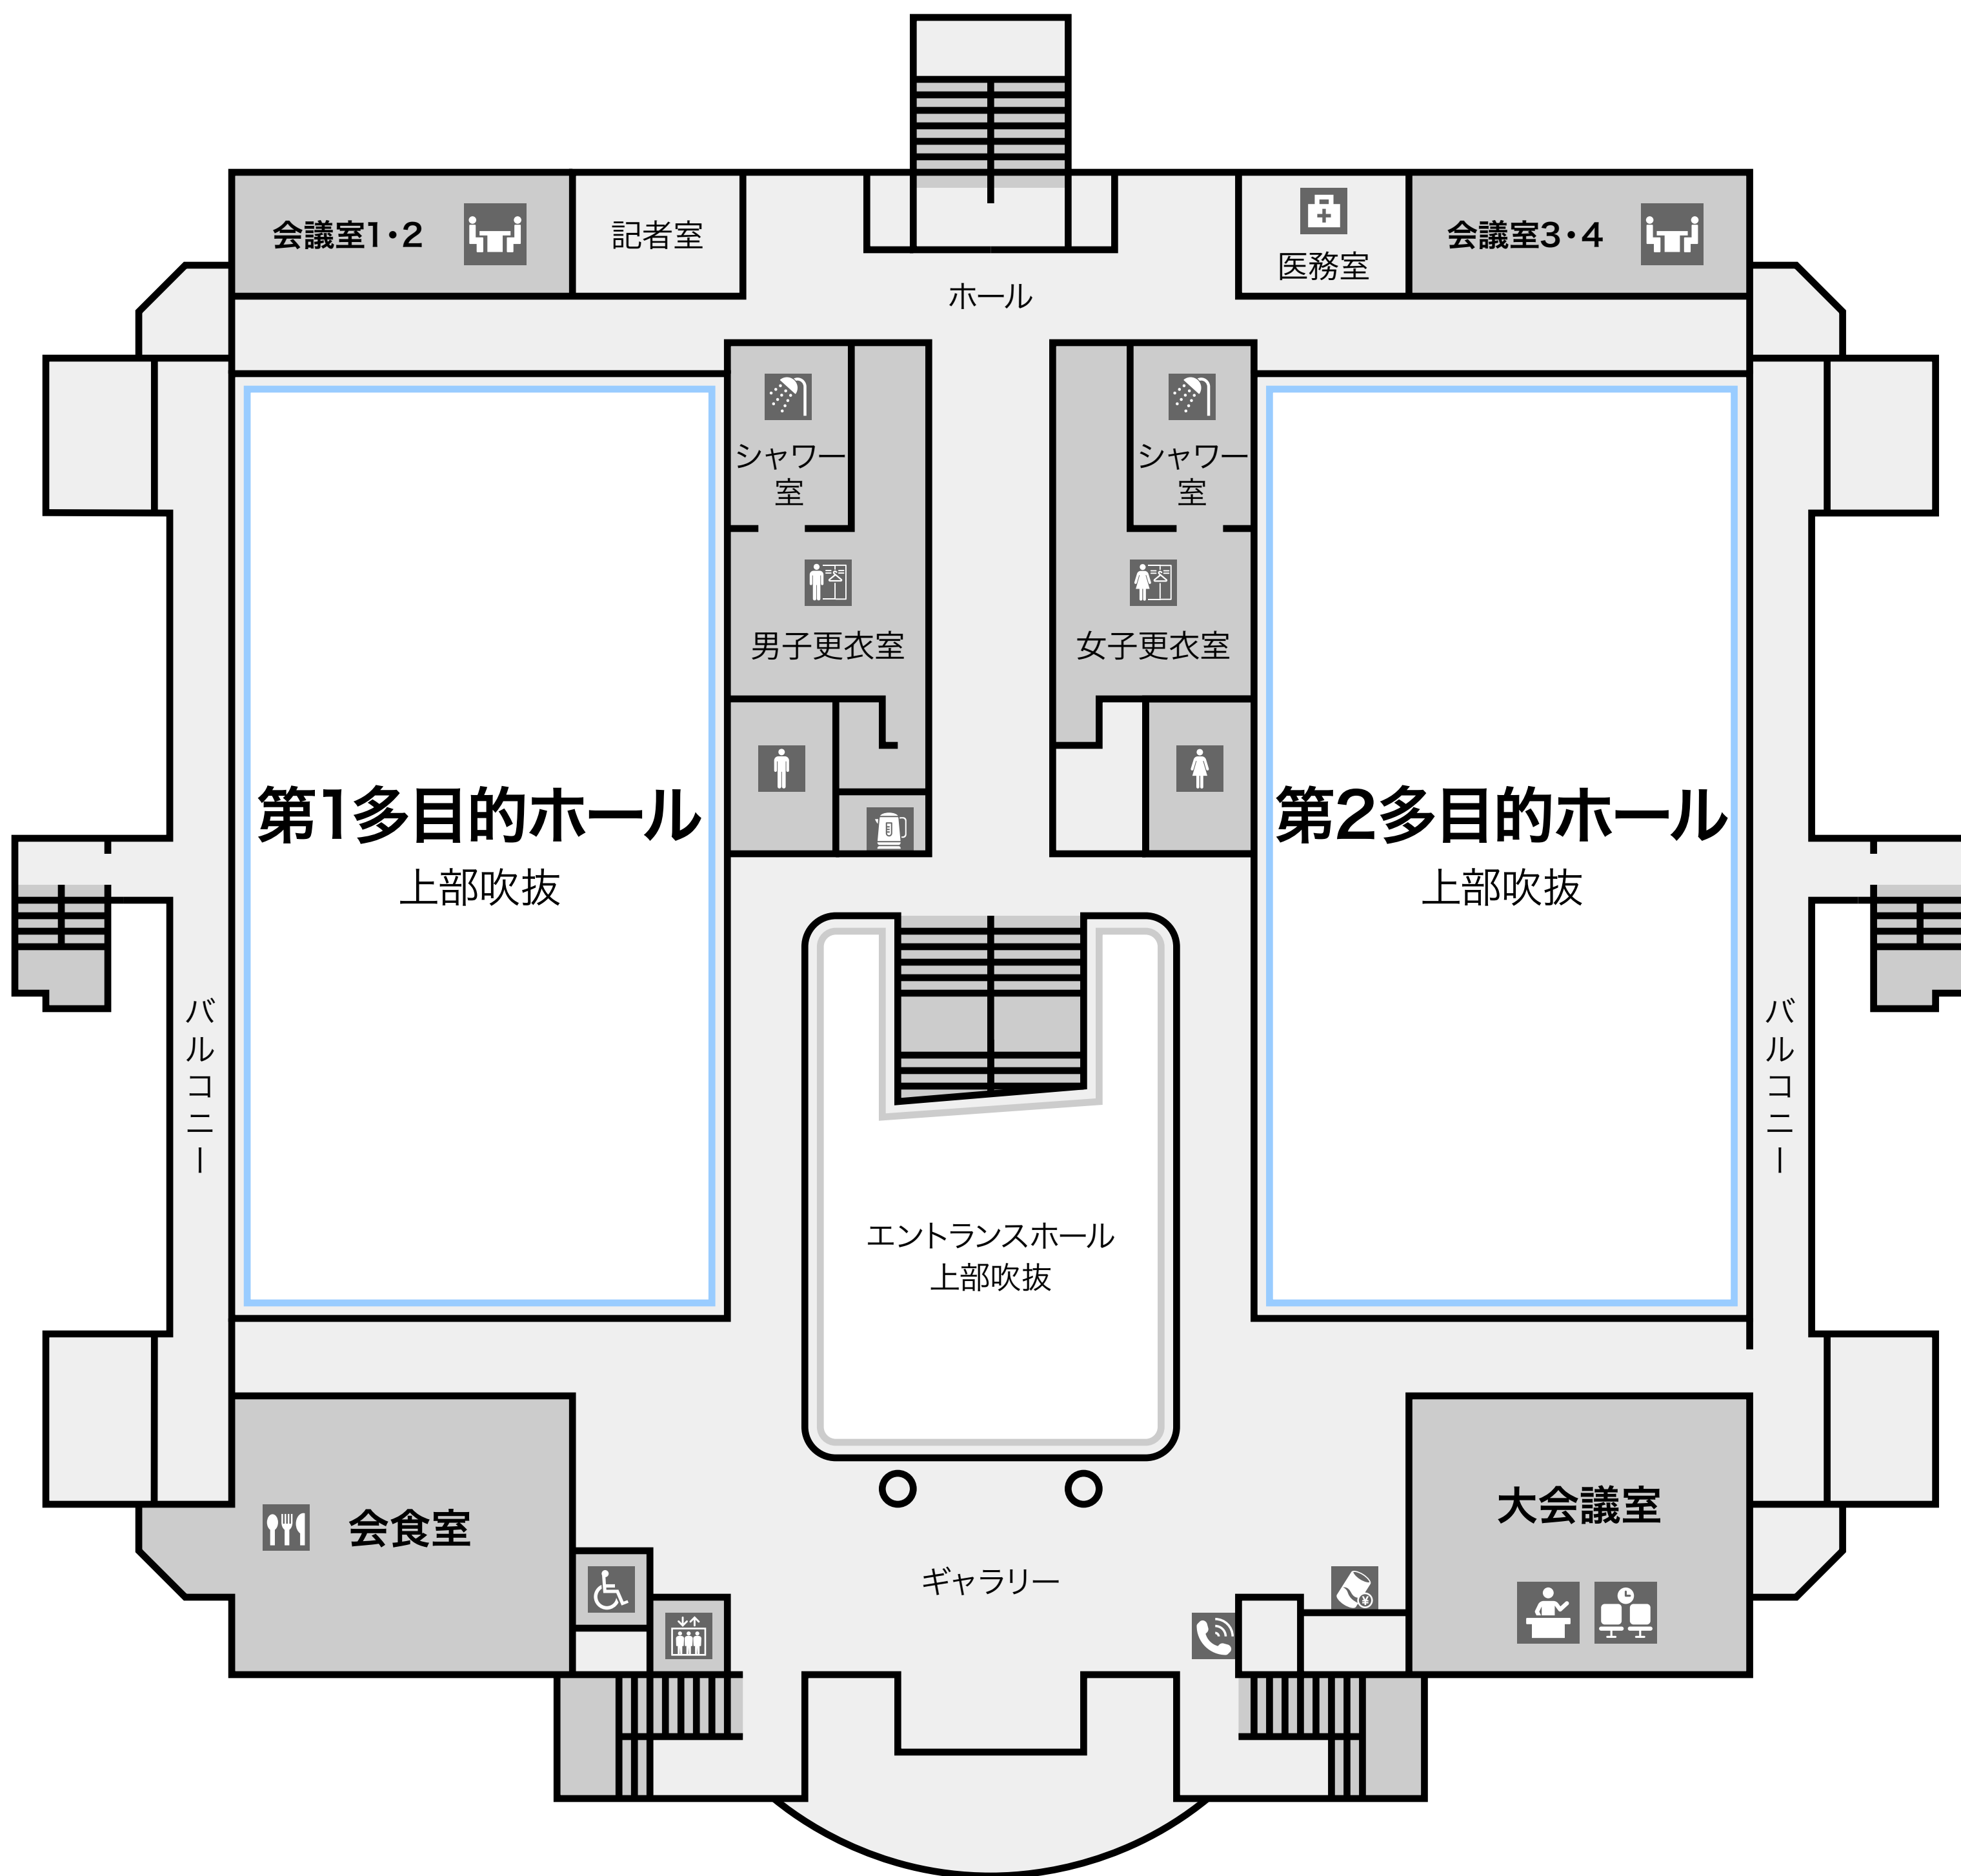 会議室1・2
記者室
医務室
会議室3・4
ホール
シャワー
室
シャワー
室
男子更衣室
女子更衣室
第1多目的ホール
上部吹抜
第2多目的ホール
上部吹抜
バルコニー
バルコニー
エントランスホール
上部吹抜
会食室
大会議室
ギャラリー
¥